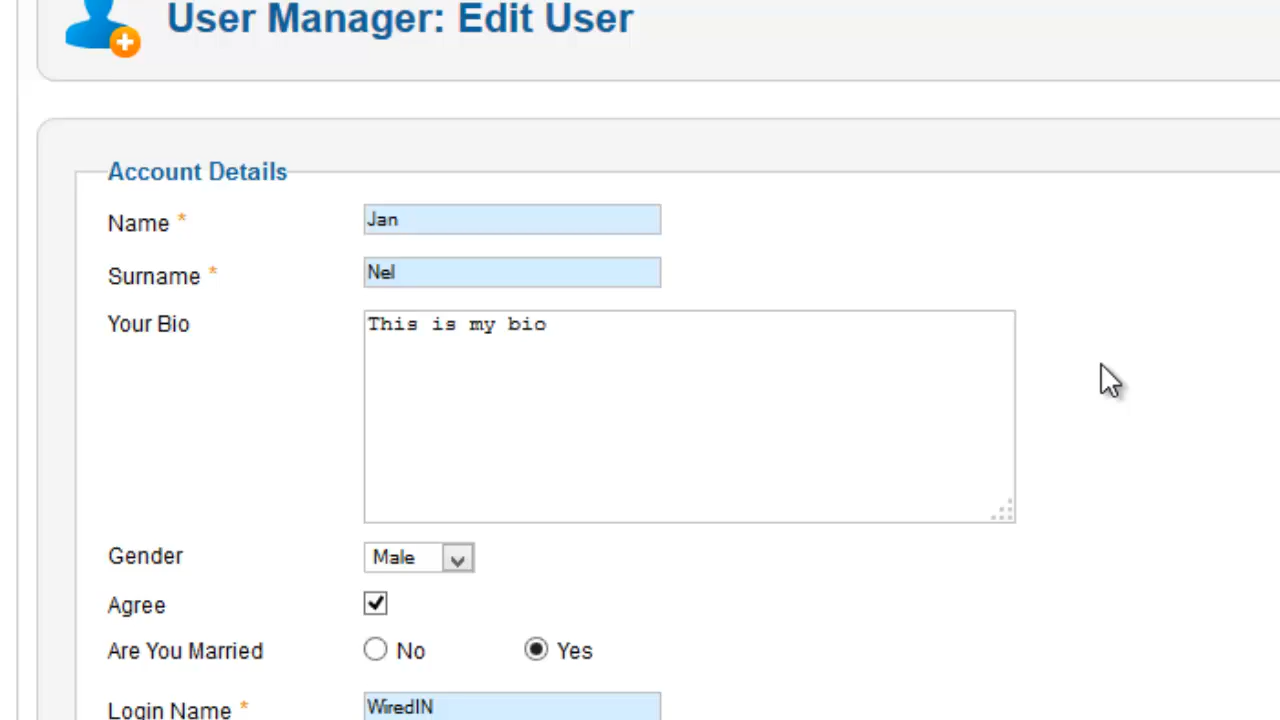 User Manager: Edit User
Account Details
Name * Jan
Surname * Nel
Your Bio This is my bio
Gender Male
Agree
Are You Married No Yes
Login Name * WiredIN